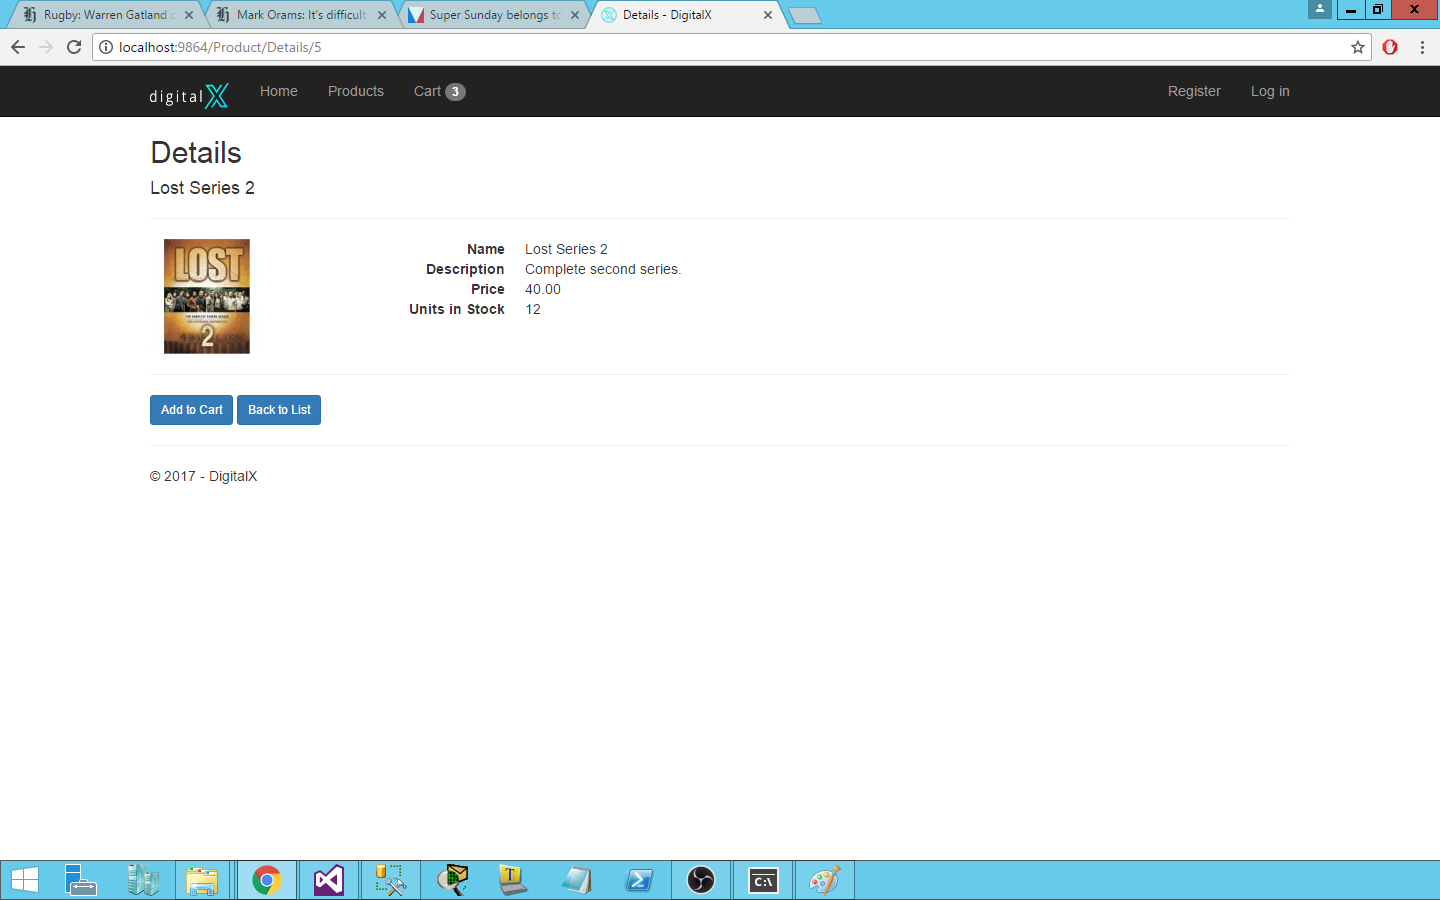 Rugby: Warren Gatland
Mark Orams: It's difficult
Super Sunday belongs to
Details - DigitalX
localhost:9864/Product/Details/5
digitalX
Home
Products
Cart 3
Register
Log in
Details
Lost Series 2
LOST
2
Name Lost Series 2
Description Complete second series.
Price 40.00
Units in Stock 12
Add to Cart
Back to List
© 2017 - DigitalX
T
C:\